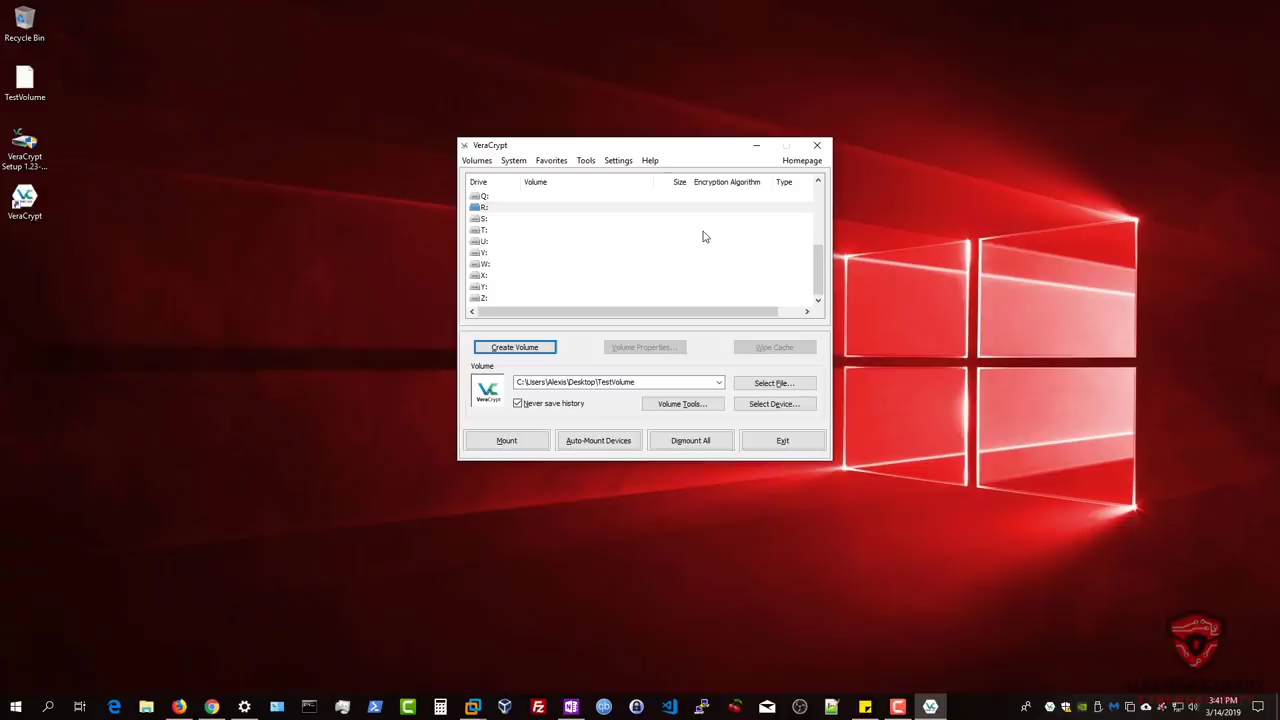 Recycle Bin
TestVolume
VeraCrypt
Setup 1.23-...
VeraCrypt
VeraCrypt
Volumes System Favorites Tools Settings Help Homepage
Drive Volume Size Encryption Algorithm Type
Q:
R:
S:
T:
U:
V:
W:
X:
Y:
Z:
Create Volume Volume Properties... Wipe Cache
Volume
VeraCrypt
C:\Users\Alexis\Desktop\TestVolume
Select File...
Never save history
Volume Tools...
Select Device...
Mount Auto-Mount Devices Dismount All Exit
3:41 PM
3/14/2019